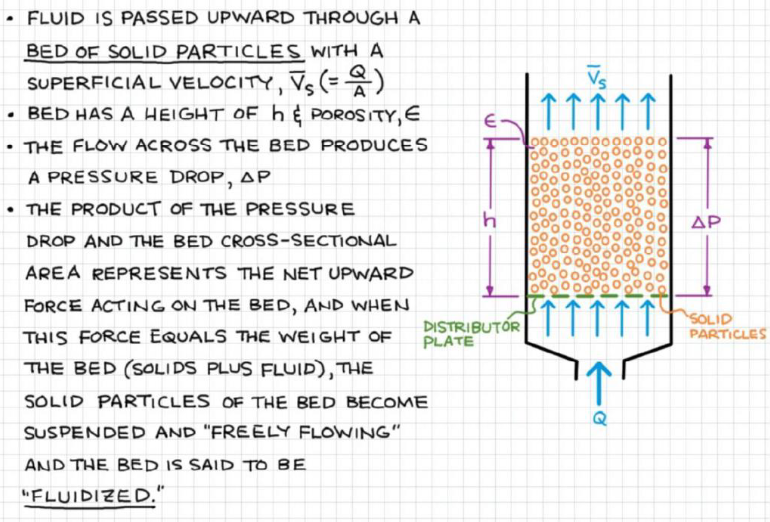 • FLUID IS PASSED UPWARD THROUGH A
BED OF SOLID PARTICLES WITH A
SUPERFICIAL VELOCITY, V̅s (= Q/A)
• BED HAS A HEIGHT OF h & POROSITY, ϵ
• THE FLOW ACROSS THE BED PRODUCES
A PRESSURE DROP, ΔP
• THE PRODUCT OF THE PRESSURE
DROP AND THE BED CROSS-SECTIONAL
AREA REPRESENTS THE NET UPWARD
FORCE ACTING ON THE BED, AND WHEN
THIS FORCE EQUALS THE WEIGHT OF
THE BED (SOLIDS PLUS FLUID), THE
SOLID PARTICLES OF THE BED BECOME
SUSPENDED AND "FREELY FLOWING"
AND THE BED IS SAID TO BE
"FLUIDIZED."
V̅s
ϵ
h
ΔP
DISTRIBUTOR
PLATE
SOLID
PARTICLES
Q